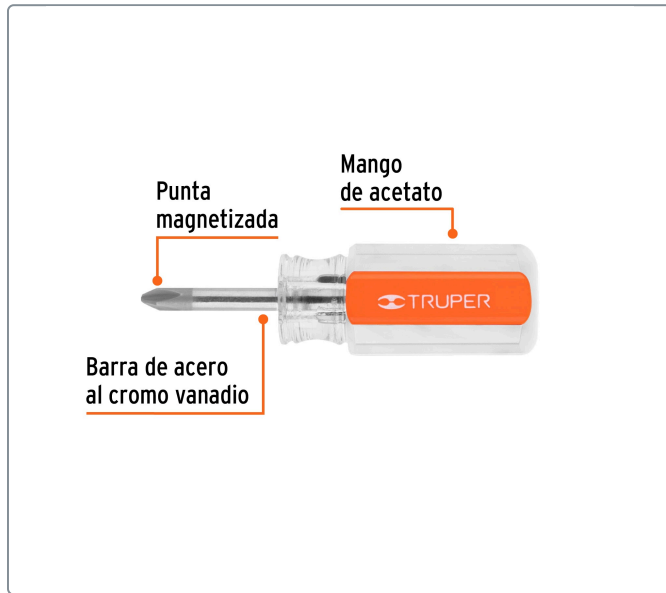 Mango
de acetato
Punta
magnetizada
TRUPER
Barra de acero
al cromo vanadio